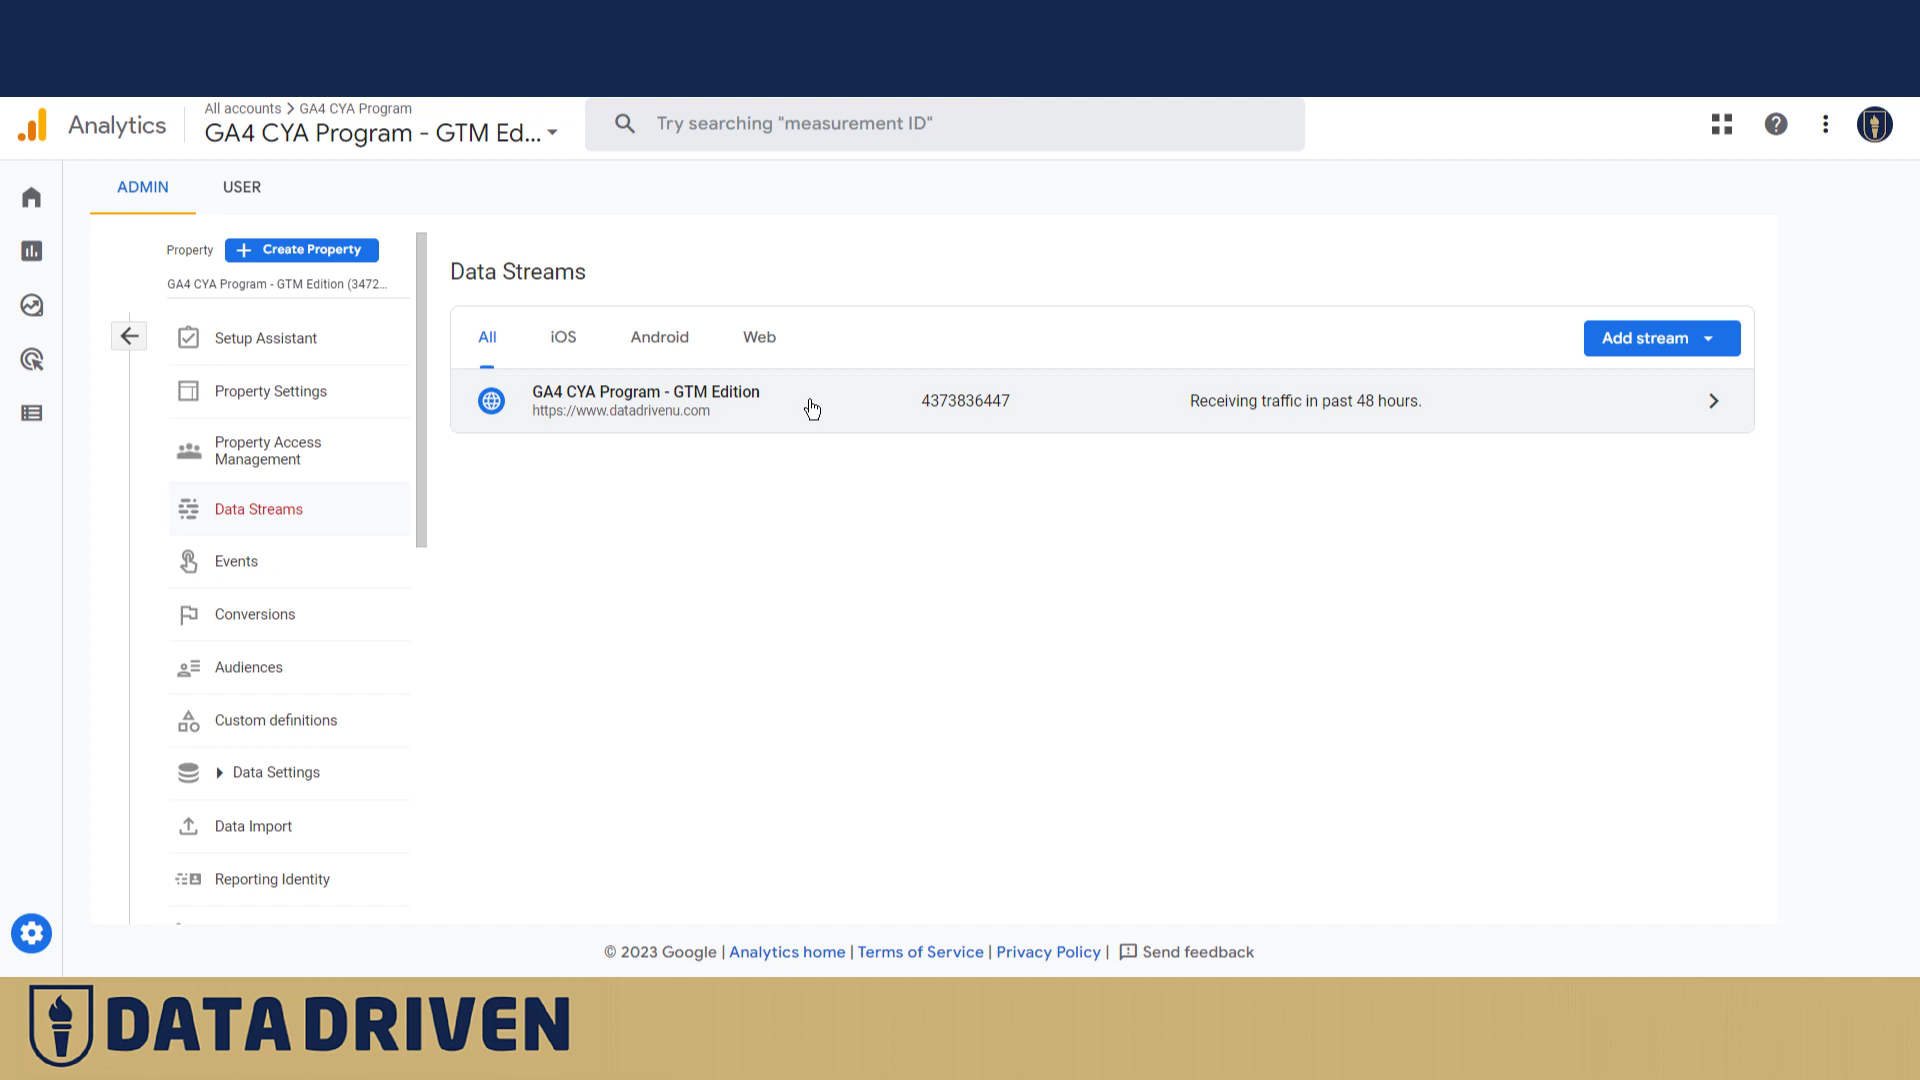 Analytics
All accounts > GA4 CYA Program
GA4 CYA Program - GTM Ed...
Try searching "measurement ID"
ADMIN
USER
Property
Create Property
GA4 CYA Program - GTM Edition (3472...
Setup Assistant
Property Settings
Property Access
Management
Data Streams
Events
Conversions
Audiences
Custom definitions
Data Settings
Data Import
Reporting Identity
Data Streams
All
iOS
Android
Web
Add stream
GA4 CYA Program - GTM Edition
https://www.datadrivenu.com
4373836447
Receiving traffic in past 48 hours.
© 2023 Google | Analytics home | Terms of Service | Privacy Policy | Send feedback
DATA DRIVEN